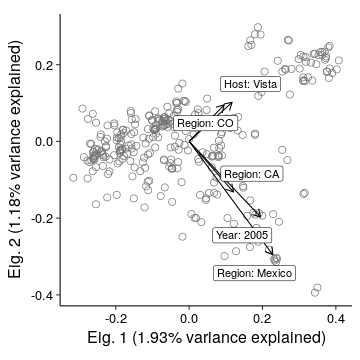 0.2
0.0
-0.2
-0.4
Eig. 2 (1.18% variance explained)
Host: Vista
Region: CO
Region: CA
Year: 2005
Region: Mexico
-0.2
0.0
0.2
0.4
Eig. 1 (1.93% variance explained)